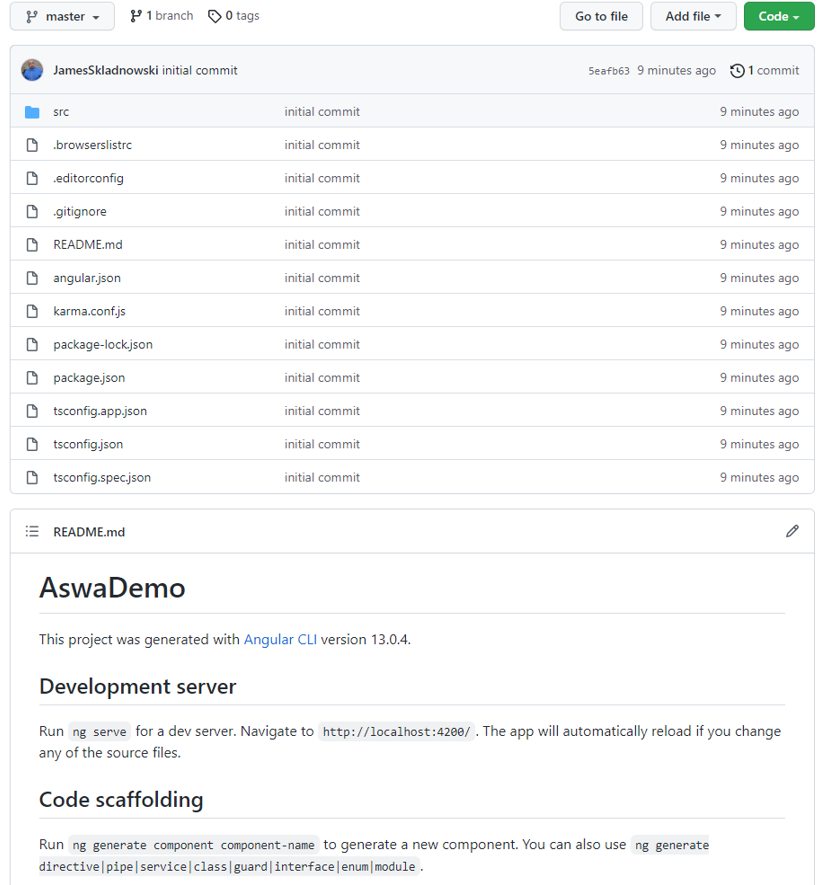 master 1 branch 0 tags Go to file Add file Code
JamesSkladnowski initial commit 5eafb63 9 minutes ago 1 commit
src initial commit 9 minutes ago
.browserslistrc initial commit 9 minutes ago
.editorconfig initial commit 9 minutes ago
.gitignore initial commit 9 minutes ago
README.md initial commit 9 minutes ago
angular.json initial commit 9 minutes ago
karma.conf.js initial commit 9 minutes ago
package-lock.json initial commit 9 minutes ago
package.json initial commit 9 minutes ago
tsconfig.app.json initial commit 9 minutes ago
tsconfig.json initial commit 9 minutes ago
tsconfig.spec.json initial commit 9 minutes ago
README.md
AswaDemo
This project was generated with Angular CLI version 13.0.4.
Development server
Run ng serve for a dev server. Navigate to http://localhost:4200/. The app will automatically reload if you change
any of the source files.
Code scaffolding
Run ng generate component component-name to generate a new component. You can also use ng generate
directive|pipe|service|class|guard|interface|enum|module.